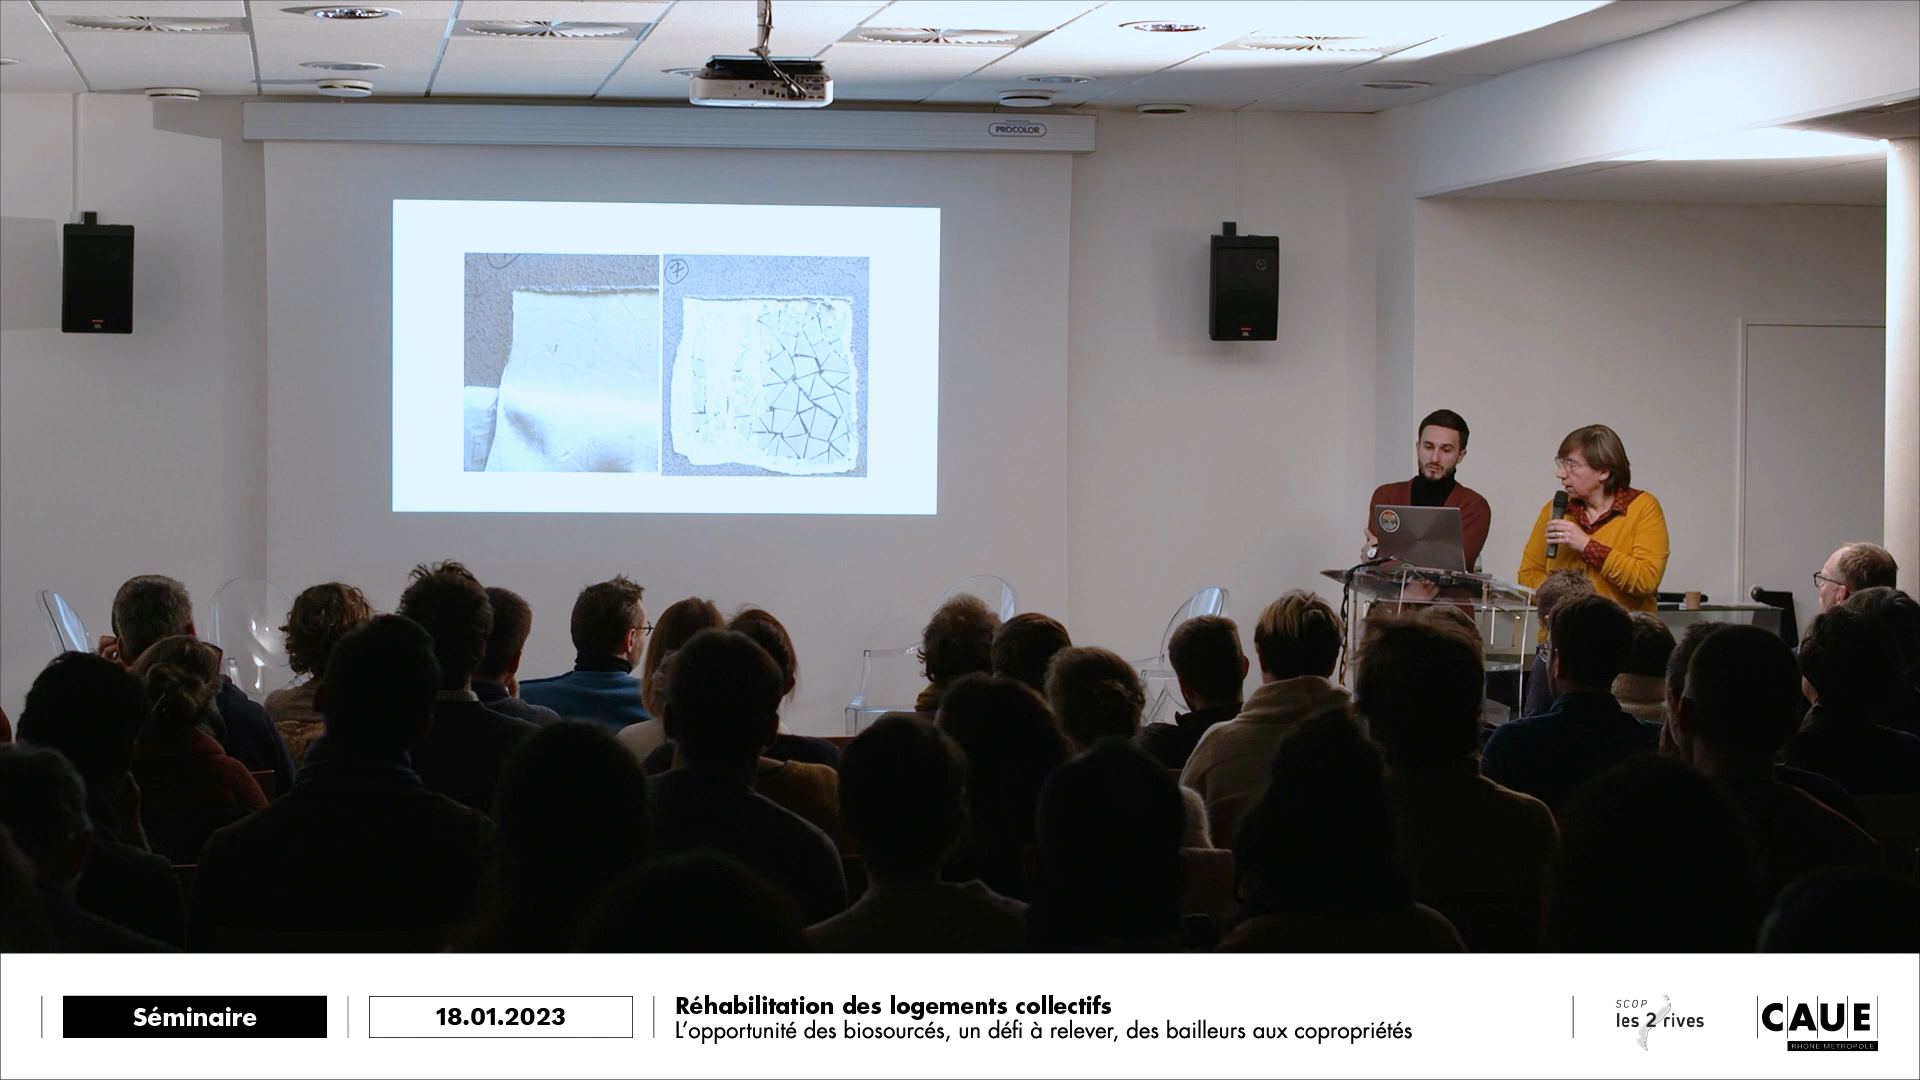 PROCOLOR
7
Séminaire
18.01.2023
Réhabilitation des logements collectifs
L'opportunité des biosourcés, un défi à relever, des bailleurs aux copropriétés
SCOP
les 2 rives
CAUE
RHÔNE MÉTROPOLE